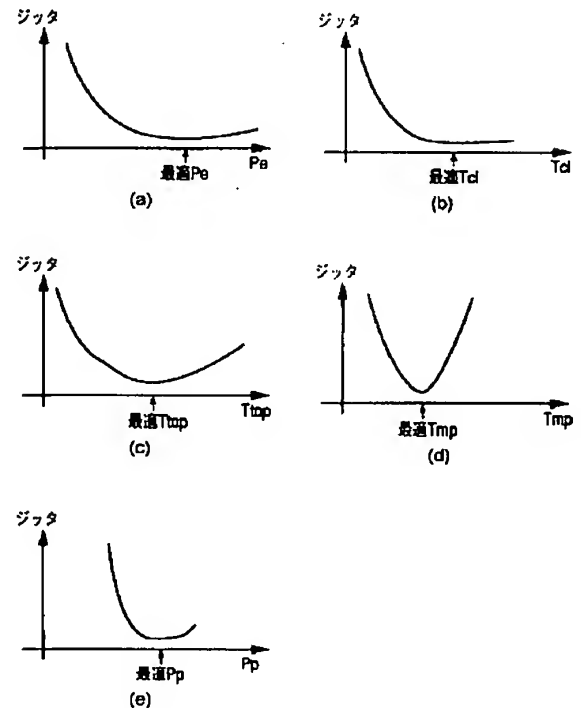 ジッタ
Pe
最適Pe
(a)
ジッタ
Tcl
最適Tcl
(b)
ジッタ
Ttop
最適Ttop
(c)
ジッタ
Tmp
最適Tmp
(d)
ジッタ
Pp
最適Pp
(e)